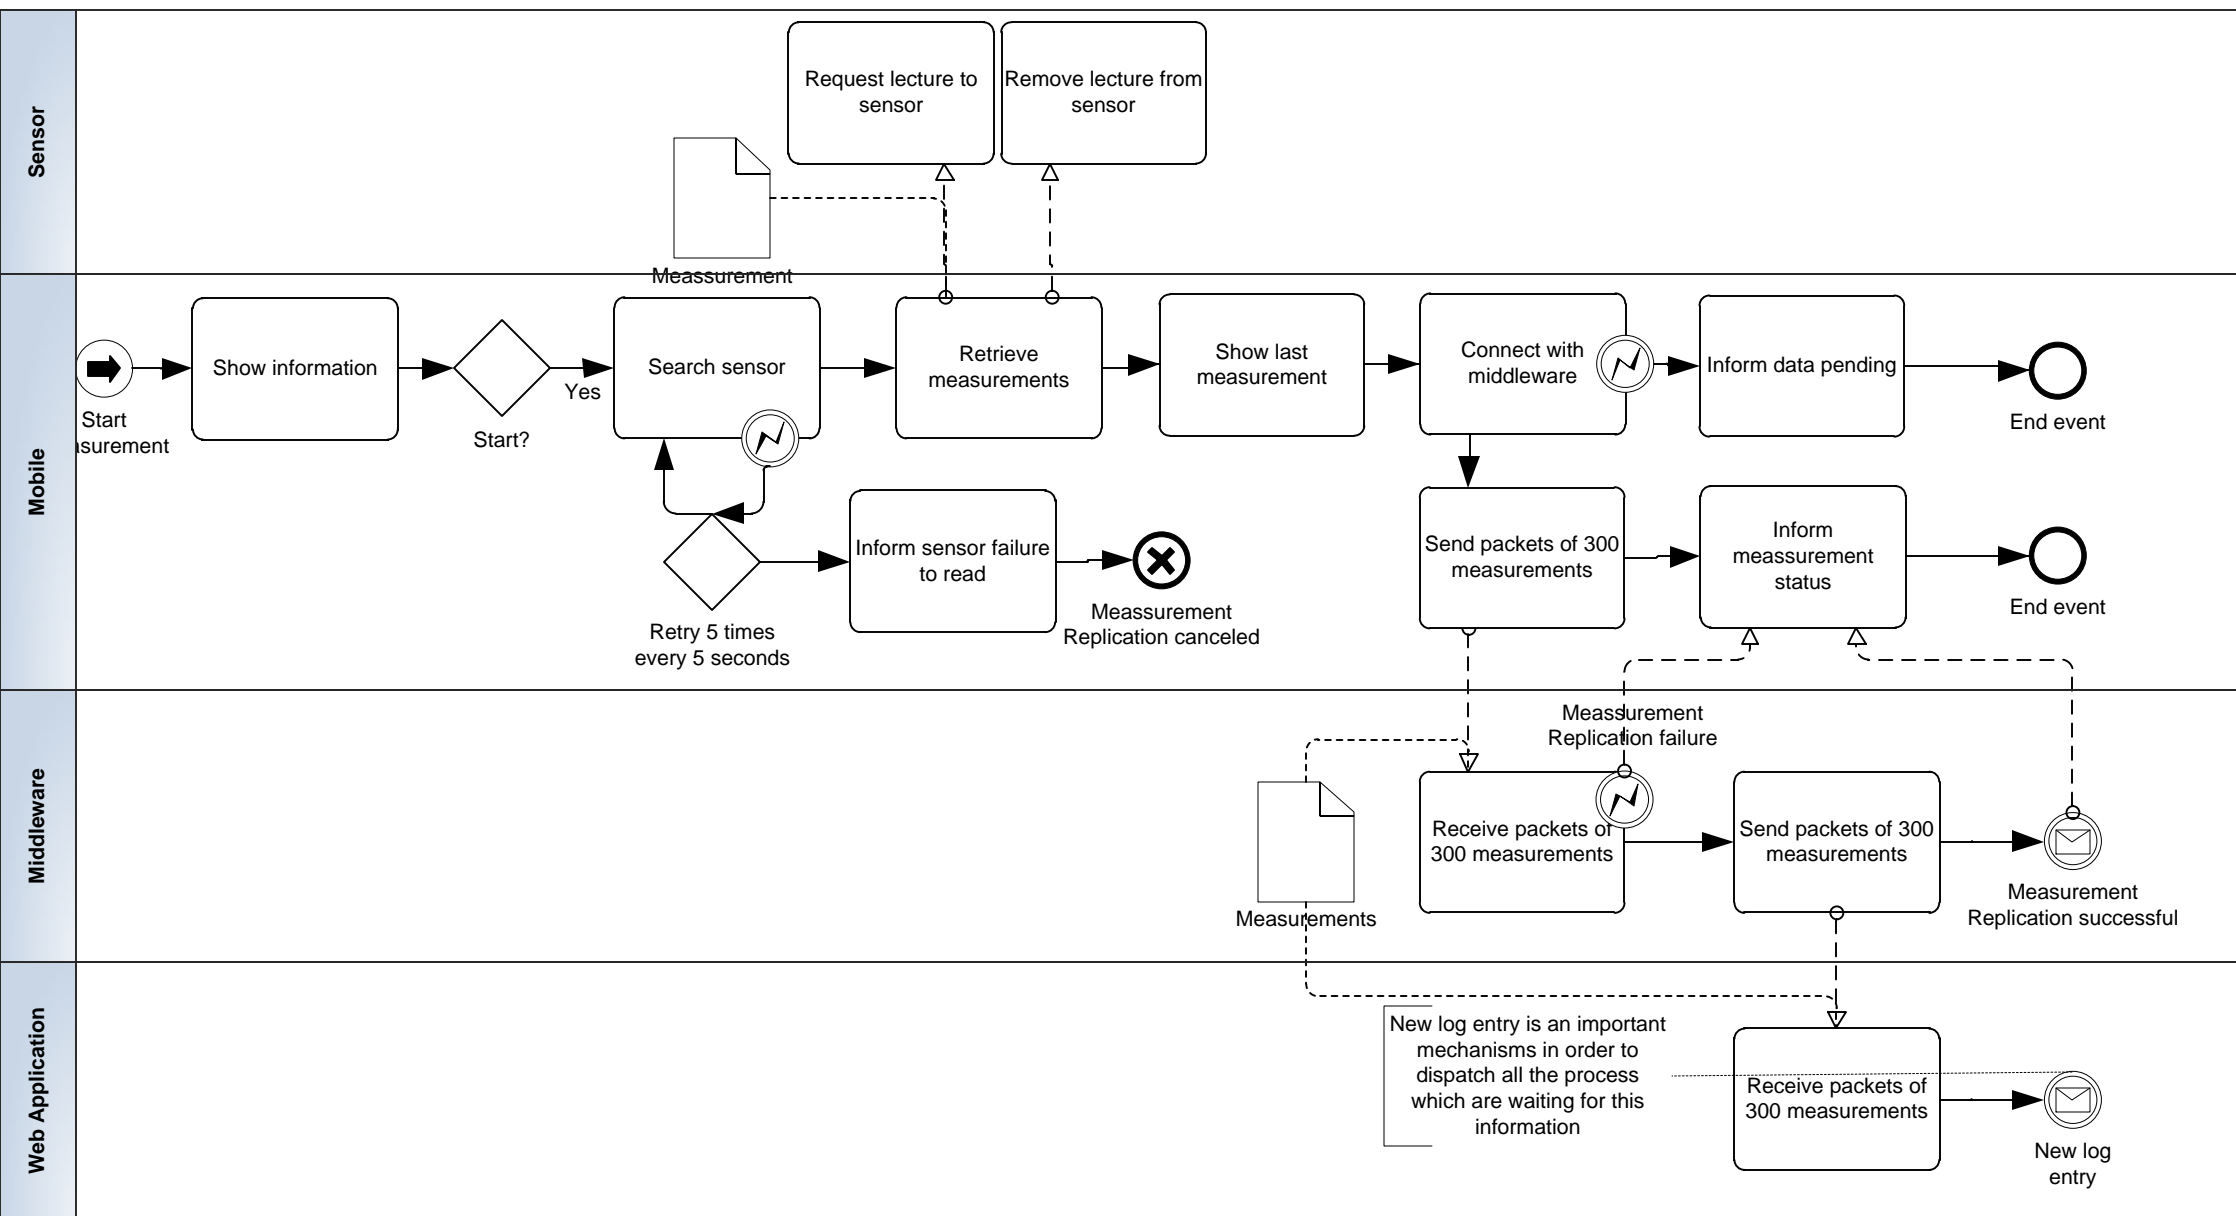 Sensor
Request lecture to
sensor
Remove lecture from
sensor
Meassurement
Mobile
Start
asurement
Show information
Start?
Yes
Search sensor
Retrieve
measurements
Show last
measurement
Connect with
middleware
Inform data pending
End event
Retry 5 times
every 5 seconds
Inform sensor failure
to read
Meassurement
Replication canceled
Send packets of 300
measurements
Inform
meassurement
status
End event
Middleware
Meassurement
Replication failure
Measurements
Receive packets of
300 measurements
Send packets of 300
measurements
Measurement
Replication successful
Web Application
New log entry is an important
mechanisms in order to
dispatch all the process
which are waiting for this
information
Receive packets of
300 measurements
New log
entry